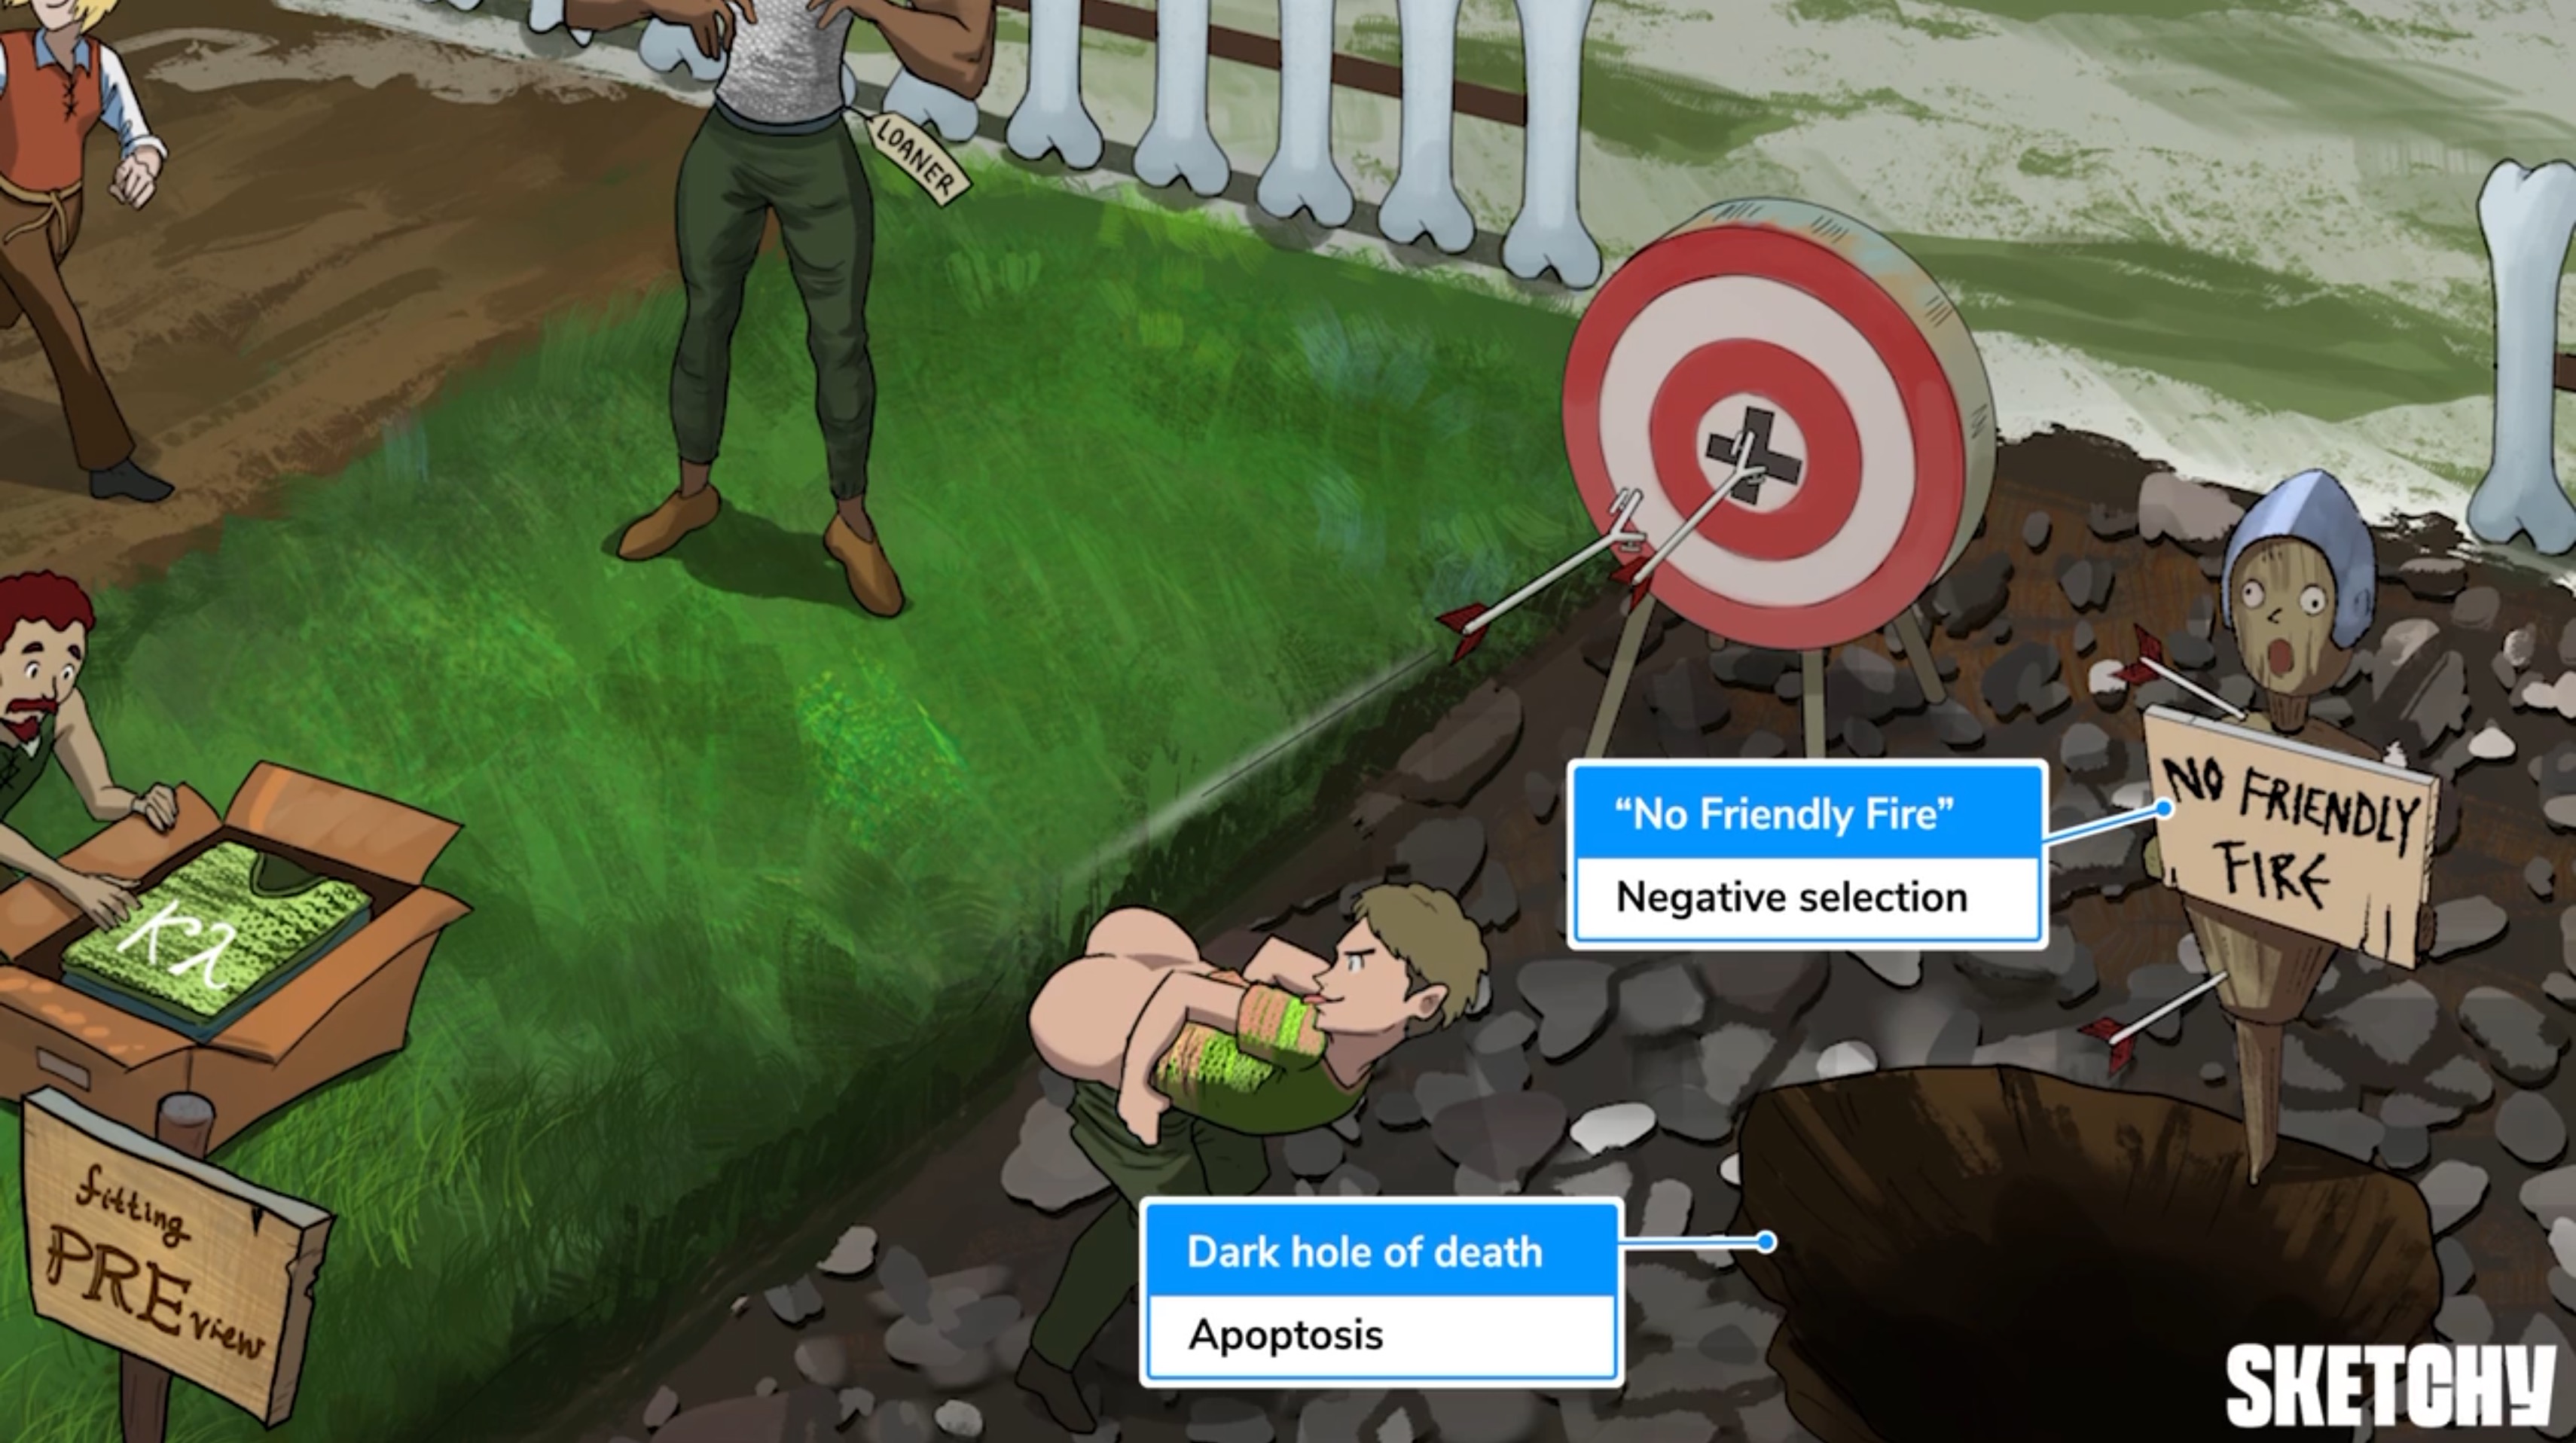 LOANER
“No Friendly Fire”
Negative selection
NO FRIENDLY
FIRE
κλ
fitting
PREview
Dark hole of death
Apoptosis
SKETCHY